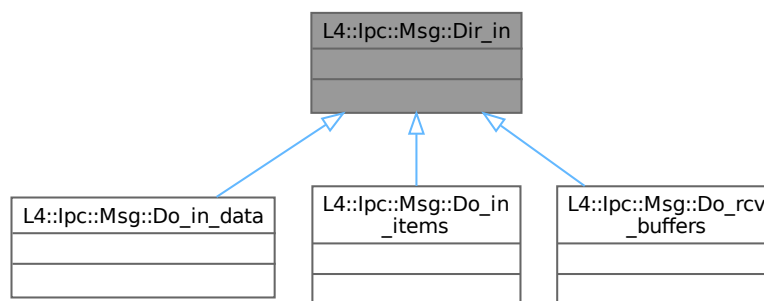 L4::Ipc::Msg::Dir_in
L4::Ipc::Msg::Do_in_data
L4::Ipc::Msg::Do_in
_items
L4::Ipc::Msg::Do_rcv
_buffers